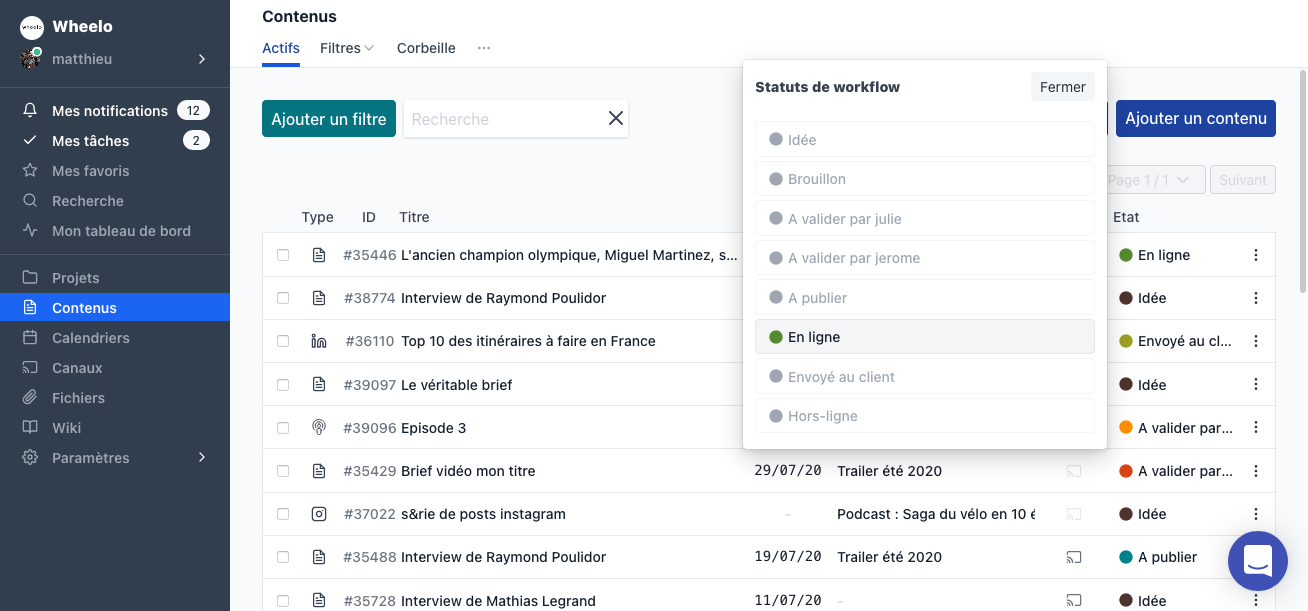 wheelo
Wheelo
matthieu
Mes notifications 12
Mes tâches 2
Mes favoris
Recherche
Mon tableau de bord
Projets
Contenus
Calendriers
Canaux
Fichiers
Wiki
Paramètres
Contenus
Actifs Filtres Corbeille ...
Ajouter un filtre Recherche Ajouter un contenu
Page 1 / 1 Suivant
Statuts de workflow Fermer
Idée
Brouillon
A valider par julie
A valider par jerome
A publier
En ligne
Envoyé au client
Hors-ligne
Type ID Titre Etat
#35446 L'ancien champion olympique, Miguel Martinez, s... En ligne
#38774 Interview de Raymond Poulidor Idée
in #36110 Top 10 des itinéraires à faire en France Envoyé au cl...
#39097 Le véritable brief Idée
#39096 Episode 3 A valider par...
#35429 Brief vidéo mon titre 29/07/20 Trailer été 2020 A valider par...
#37022 s&rie de posts instagram - Podcast : Saga du vélo en 10 é Idée
#35488 Interview de Raymond Poulidor 19/07/20 Trailer été 2020 A publier
#35728 Interview de Mathias Legrand 11/07/20 - Idée